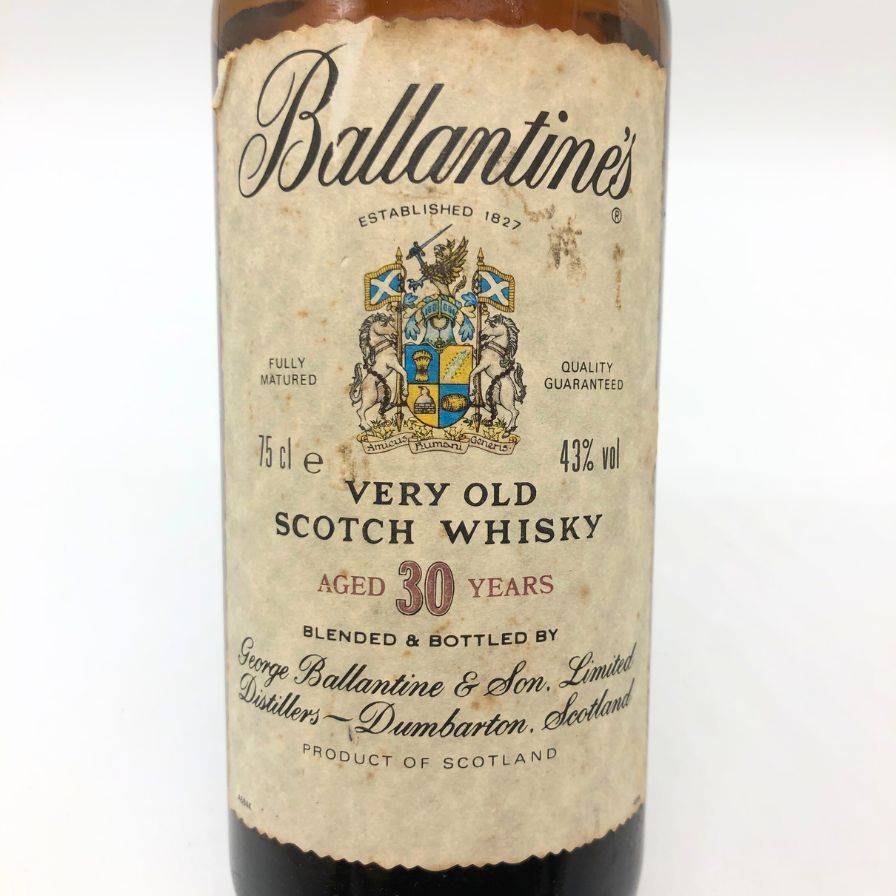 Ballantine's
®
ESTABLISHED 1827
FULLY
MATURED
QUALITY
GUARANTEED
Amicus Humani Generis
75 cl e
43% vol
VERY OLD
SCOTCH WHISKY
AGED 30 YEARS
BLENDED & BOTTLED BY
George Ballantine & Son. Limited
Distillers – Dumbarton. Scotland
PRODUCT OF SCOTLAND